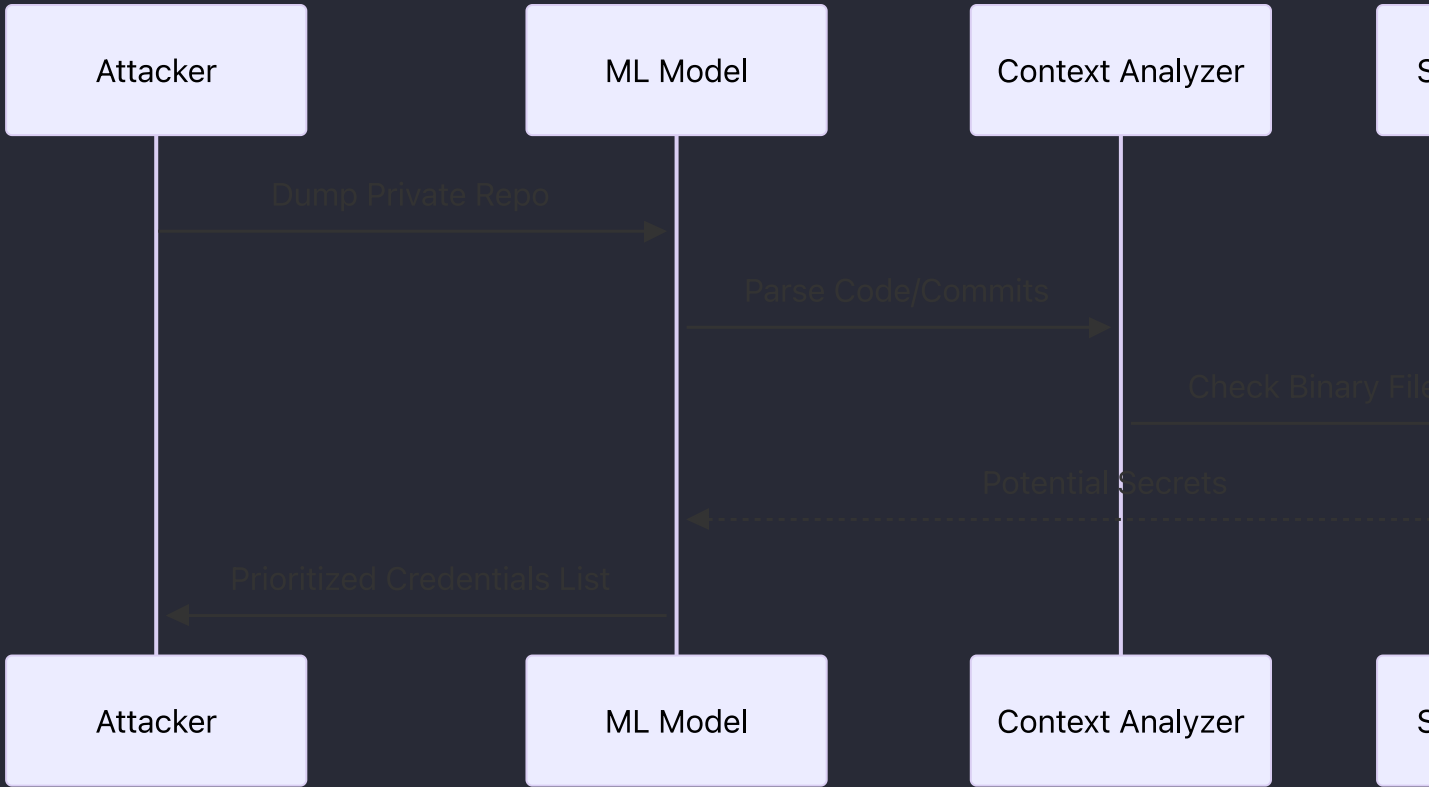 Attacker
ML Model
Context Analyzer
S
Dump Private Repo
Parse Code/Commits
Check Binary File
Potential Secrets
Prioritized Credentials List
Attacker
ML Model
Context Analyzer
S